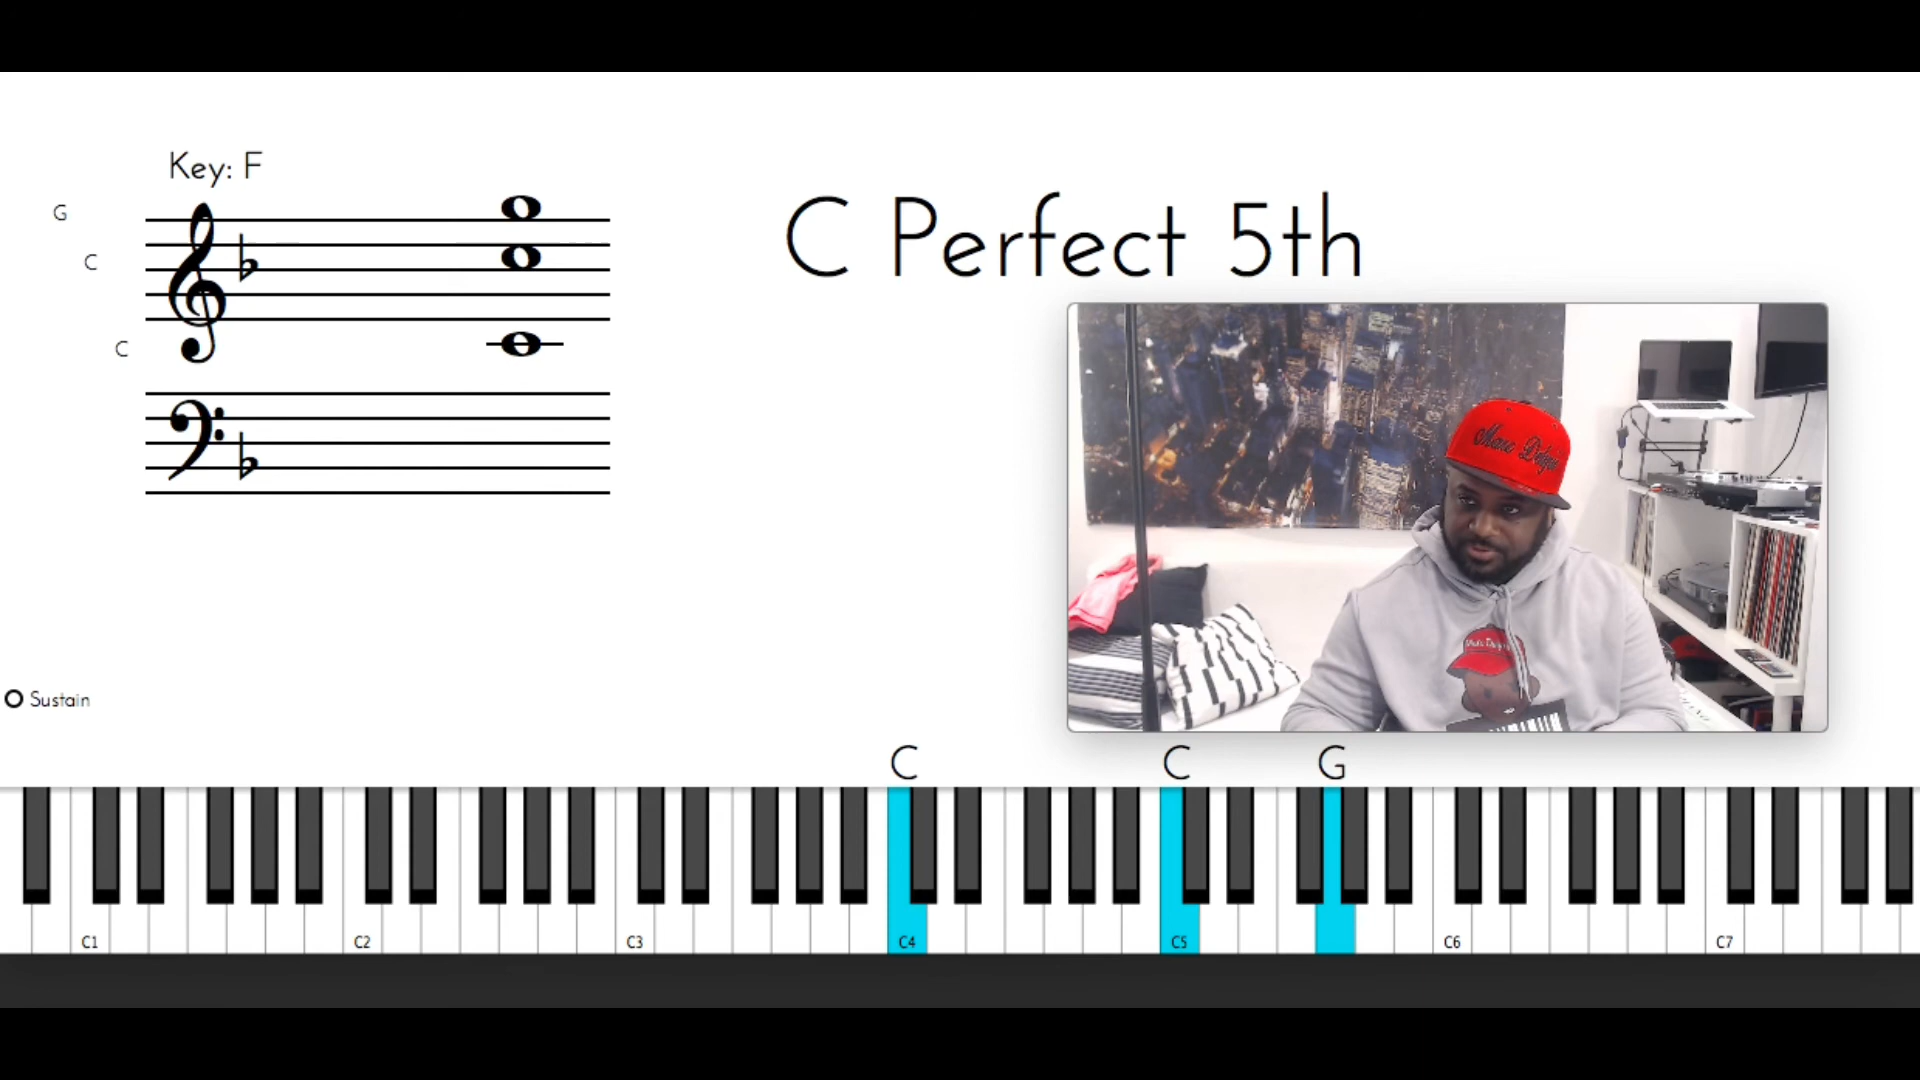 Key: F
G
C
C
C Perfect 5th
Sustain
C
C
G
C1
C2
C3
C4
C5
C6
C7